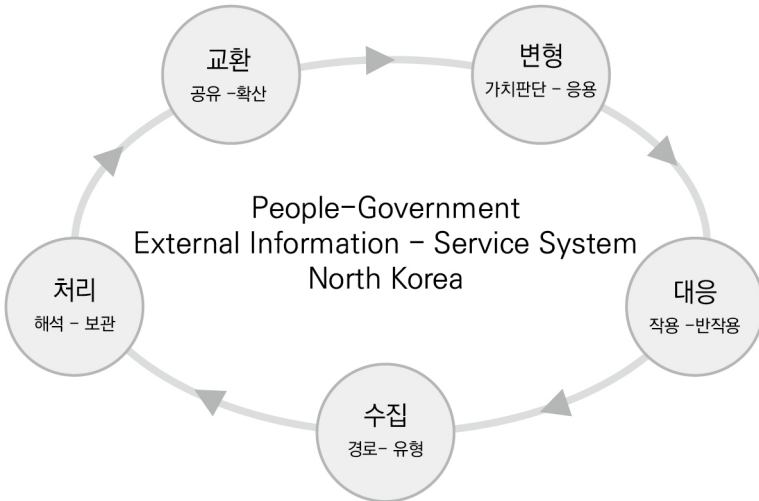 교환
공유 -확산
변형
가치판단 - 응용
People-Government
External Information - Service System
North Korea
처리
해석 - 보관
대응
작용 -반작용
수집
경로- 유형